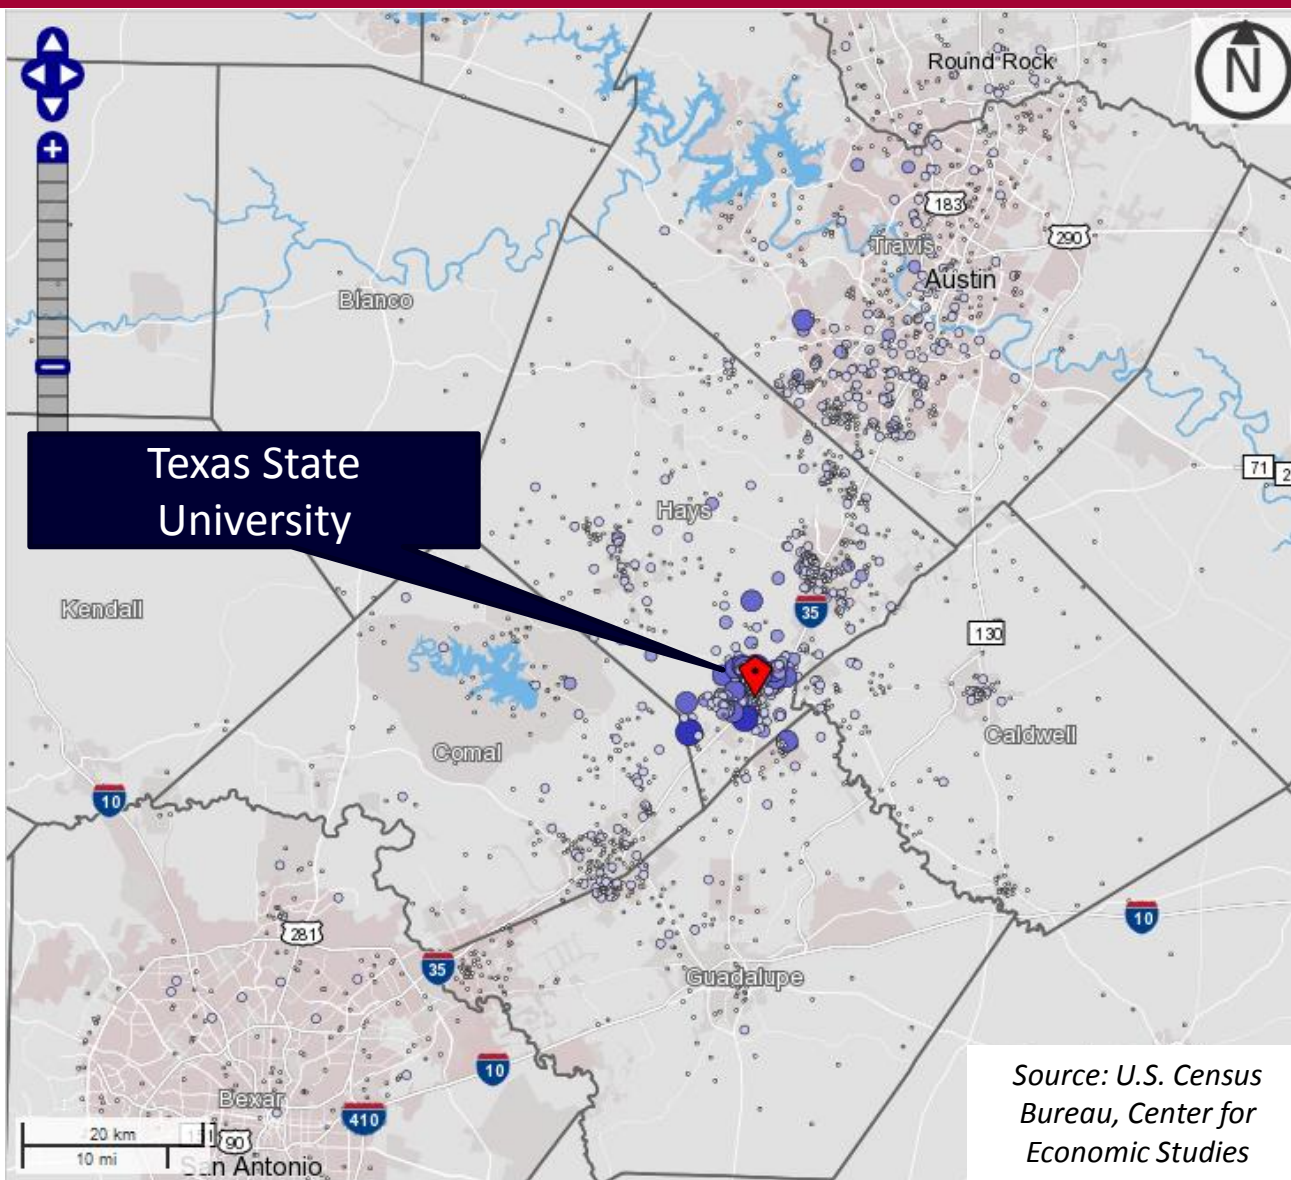 Round Rock
N
183
Travis
290
Austin
Blanco
71
2
Texas State
University
Hays
Kendall
35
130
Caldwell
Comal
10
281
10
35
Guadalupe
10
Bexar
410
20 km
10 mi
90
San Antonio
Source: U.S. Census
Bureau, Center for
Economic Studies